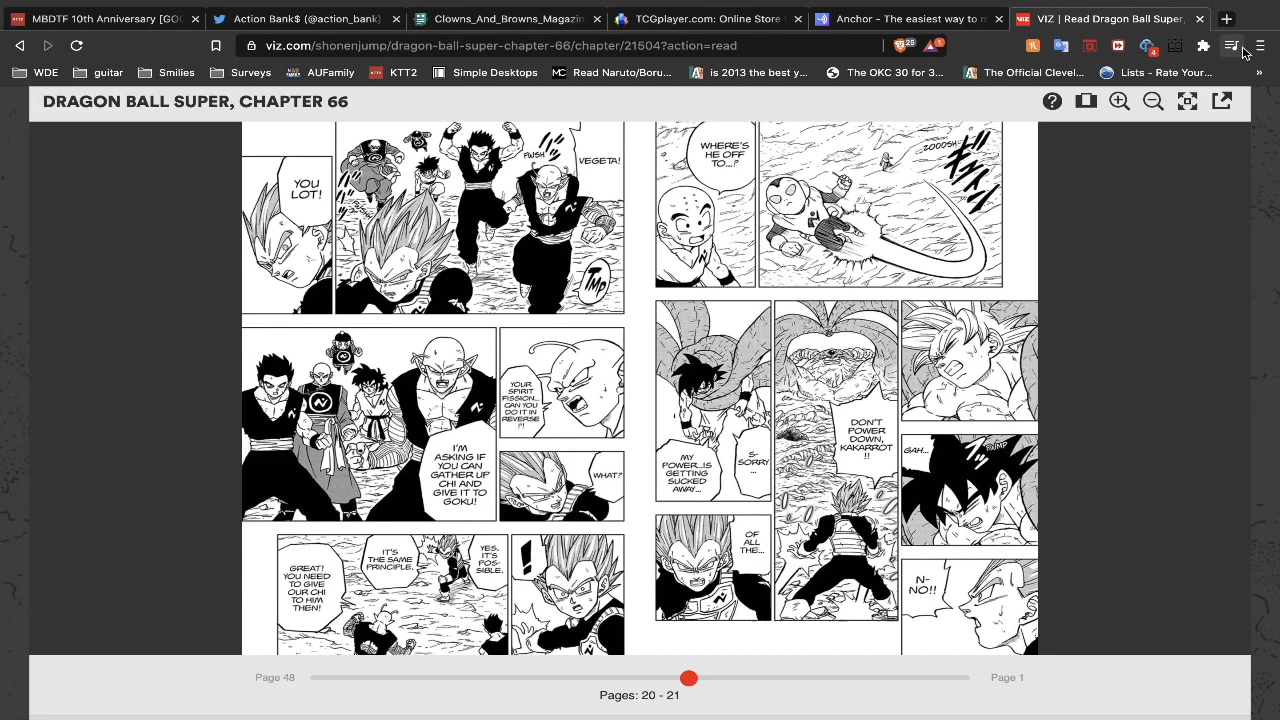 MBDTF 10th Anniversary [GO
Action Bank$ (@action_bank)
Clowns_And_Browns_Magazin
TCGplayer.com: Online Store
Anchor - The easiest way to m
VIZ | Read Dragon Ball Super,
viz.com/shonenjump/dragon-ball-super-chapter-66/chapter/21504?action=read
25
4
WDE
guitar
Smilies
Surveys
AUFamily
KTT2
Simple Desktops
Read Naruto/Boru...
is 2013 the best y...
The OKC 30 for 3...
The Official Clevel...
Lists - Rate Your...
»
DRAGON BALL SUPER, CHAPTER 66
WHERE'S
HE OFF
TO...?
ZOOOSH
DON'T
POWER
DOWN,
KAKARROT
!!
GAH...
RUMP
N-
NO!!
S-
SORRY
...
MY
POWER...IS
GETTING
SUCKED
AWAY...
OF
ALL
THE...
VEGETA!
FWSH
TMP
YOU
LOT!
YOUR
SPIRIT
FISSION...
CAN YOU
DO IT IN
REVERSE
?!
WHAT?
I'M
ASKING IF
YOU CAN
GATHER UP
CHI AND
GIVE IT TO
GOKU!
!
YES.
IT'S
POS-
SIBLE.
IT'S
THE SAME
PRINCIPLE.
GREAT!
YOU NEED
TO GIVE
OUR CHI
TO HIM
THEN!
Page 48
Page 1
Pages: 20 - 21